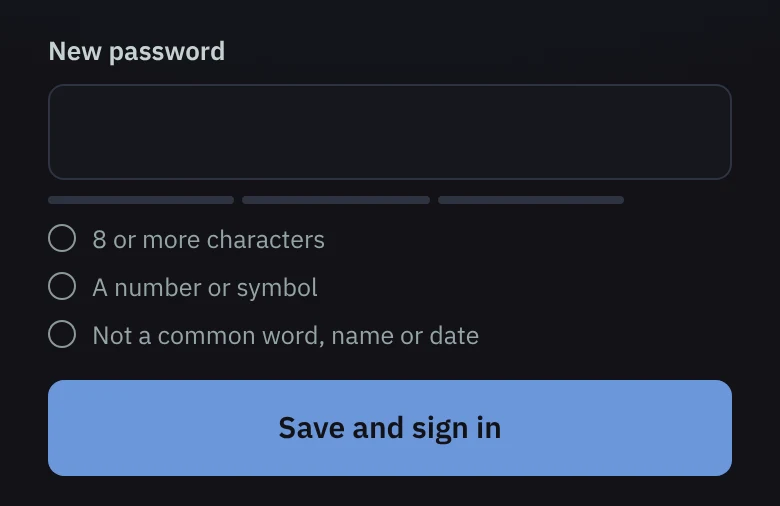 New password
8 or more characters
A number or symbol
Not a common word, name or date
Save and sign in